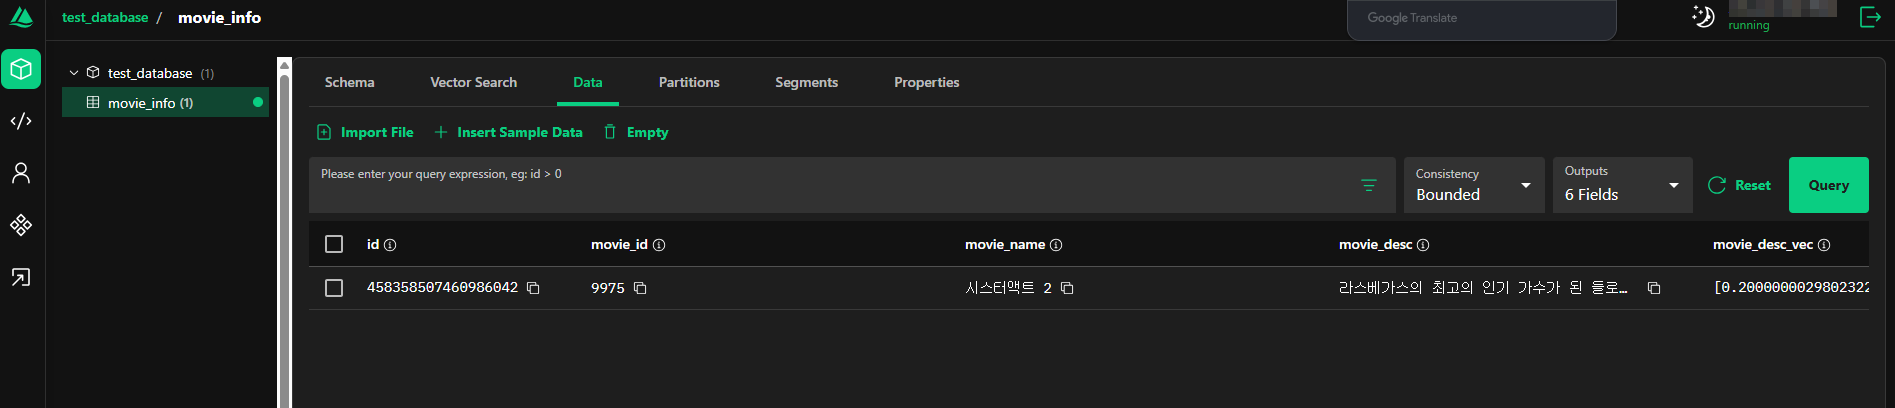 test_database / movie_info
Google Translate
running
test_database (1)
movie_info (1)
Schema Vector Search Data Partitions Segments Properties
Import File Insert Sample Data Empty
Please enter your query expression, eg: id > 0
Consistency
Bounded
Outputs
6 Fields
Reset
Query
id movie_id movie_name movie_desc movie_desc_vec
458358507460986042 9975 시스터액트 2 라스베가스의 최고의 인기 가수가 된 들로… [0.2000000029802322